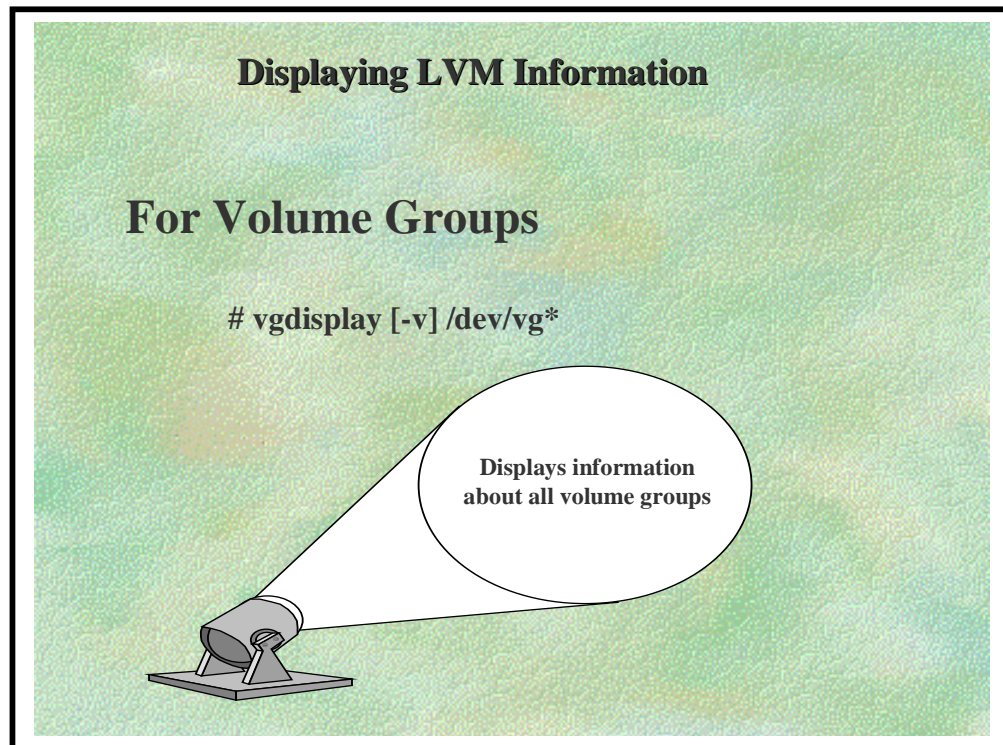 Displaying LVM Information
For Volume Groups
# vgdisplay [-v] /dev/vg*
Displays information
about all volume groups